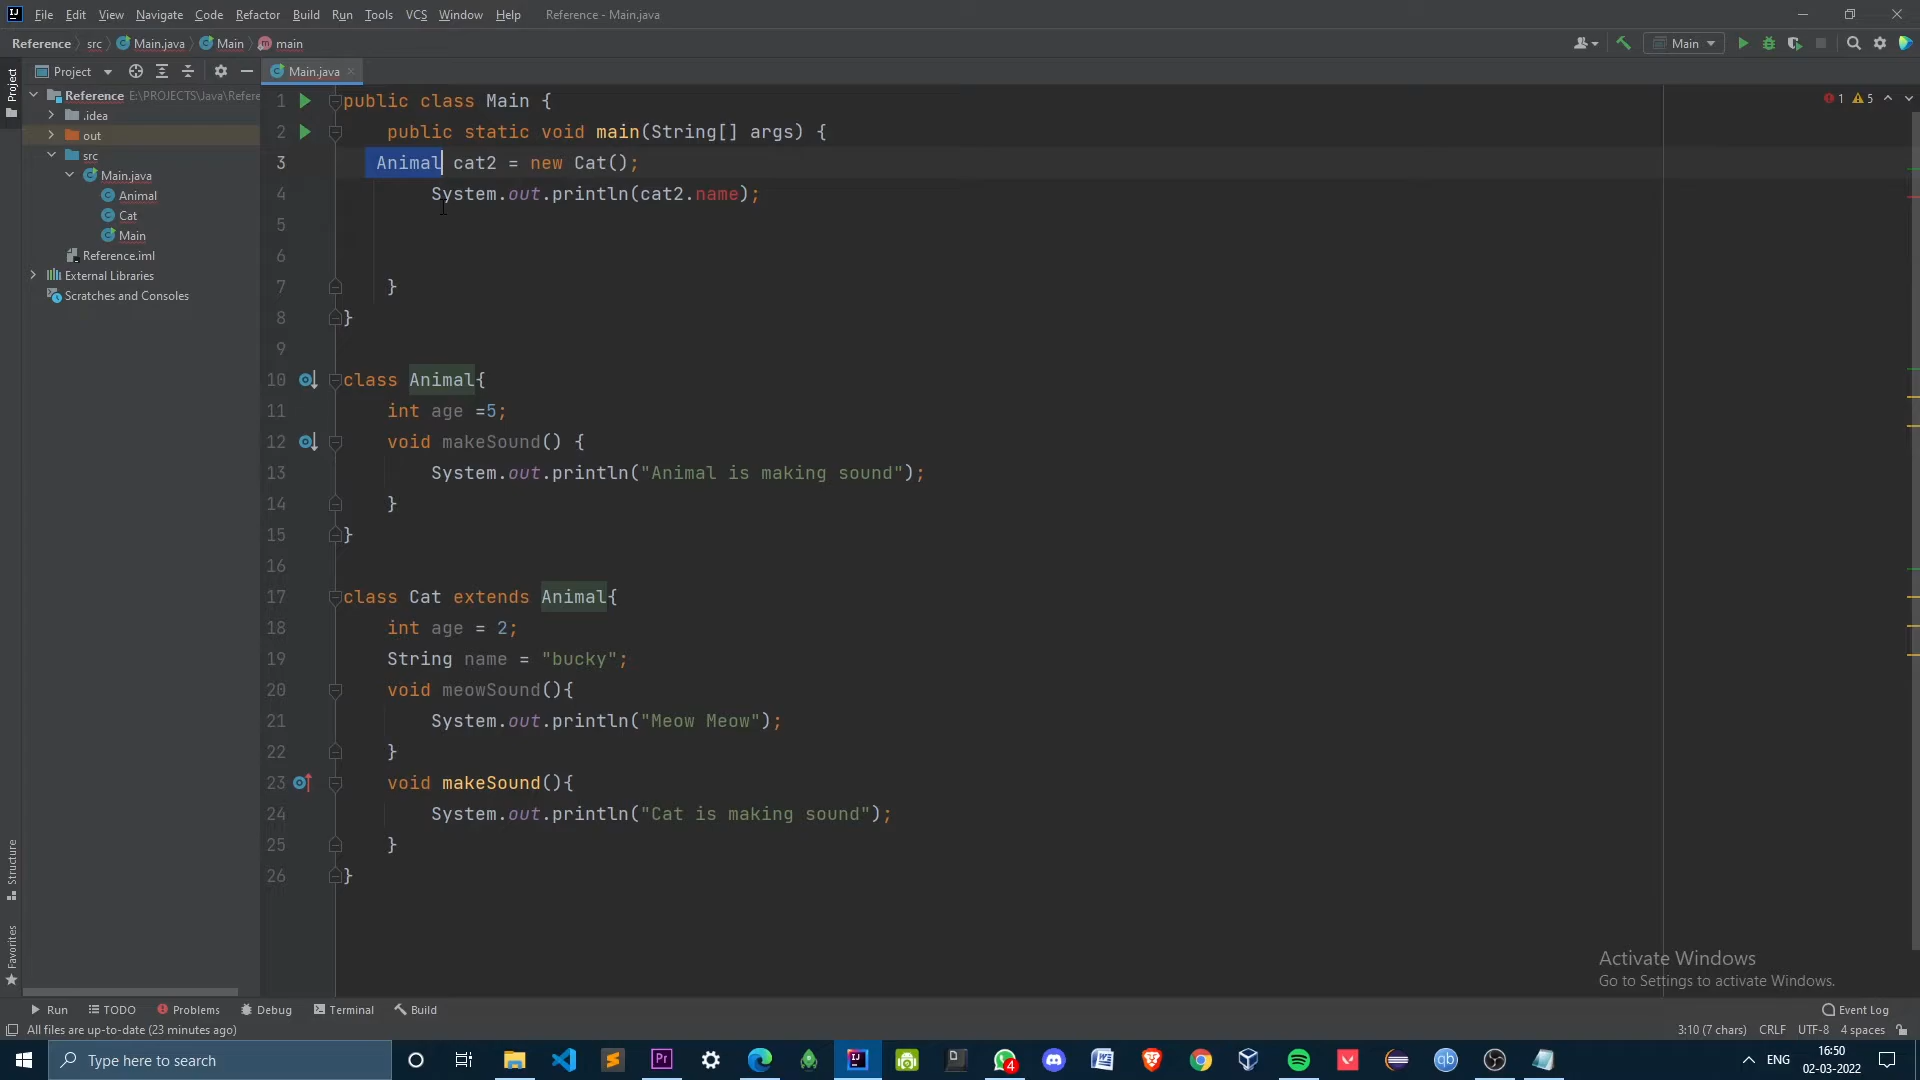 File Edit View Navigate Code Refactor Build Run Tools VCS Window Help Reference - Main.java
Reference src Main.java Main main Main
Project Main.java
Project
Reference E:\PROJECTS\Java\Refere
.idea
out
src
Main.java
Animal
Cat
Main
Reference.iml
External Libraries
Scratches and Consoles
1 public class Main { 1 5
2 public static void main(String[] args) {
3 Animal cat2 = new Cat();
4 System.out.println(cat2.name);
5
6
7 }
8 }
9
10 class Animal{
11 int age =5;
12 void makeSound() {
13 System.out.println("Animal is making sound");
14 }
15 }
16
17 class Cat extends Animal{
18 int age = 2;
19 String name = "bucky";
20 void meowSound(){
21 System.out.println("Meow Meow");
22 }
23 void makeSound(){
24 System.out.println("Cat is making sound");
25 }
26 }
Structure
Favorites
Activate Windows
Go to Settings to activate Windows.
Run TODO Problems Debug Terminal Build Event Log
All files are up-to-date (23 minutes ago) 3:10 (7 chars) CRLF UTF-8 4 spaces
Type here to search Pr 4 qb ENG 16:50
02-03-2022